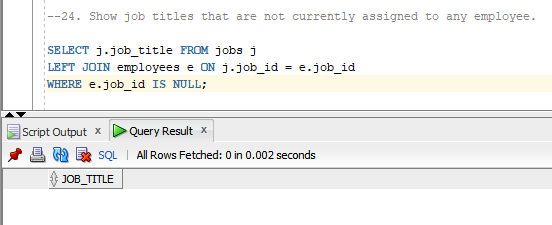 --24. Show job titles that are not currently assigned to any employee.
SELECT j.job_title FROM jobs j
LEFT JOIN employees e ON j.job_id = e.job_id
WHERE e.job_id IS NULL;
Script Output x Query Result x
SQL | All Rows Fetched: 0 in 0.002 seconds
JOB_TITLE